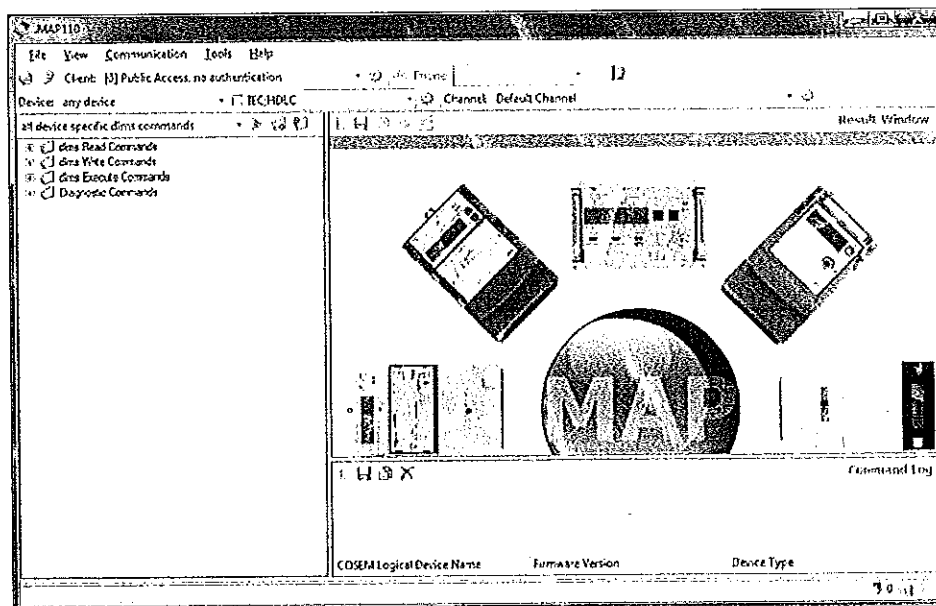 .MAP110
File View Communication Tools Help
Client: [0] Public Access, no authentication
Device: any device IEC;HDLC Channel: Default Channel
all device specific dlms commands Result Window
dlms Read Commands
dlms Write Commands
dlms Execute Commands
Diagnostic Commands
MAP
Command Log
COSEM Logical Device Name Firmware Version Device Type